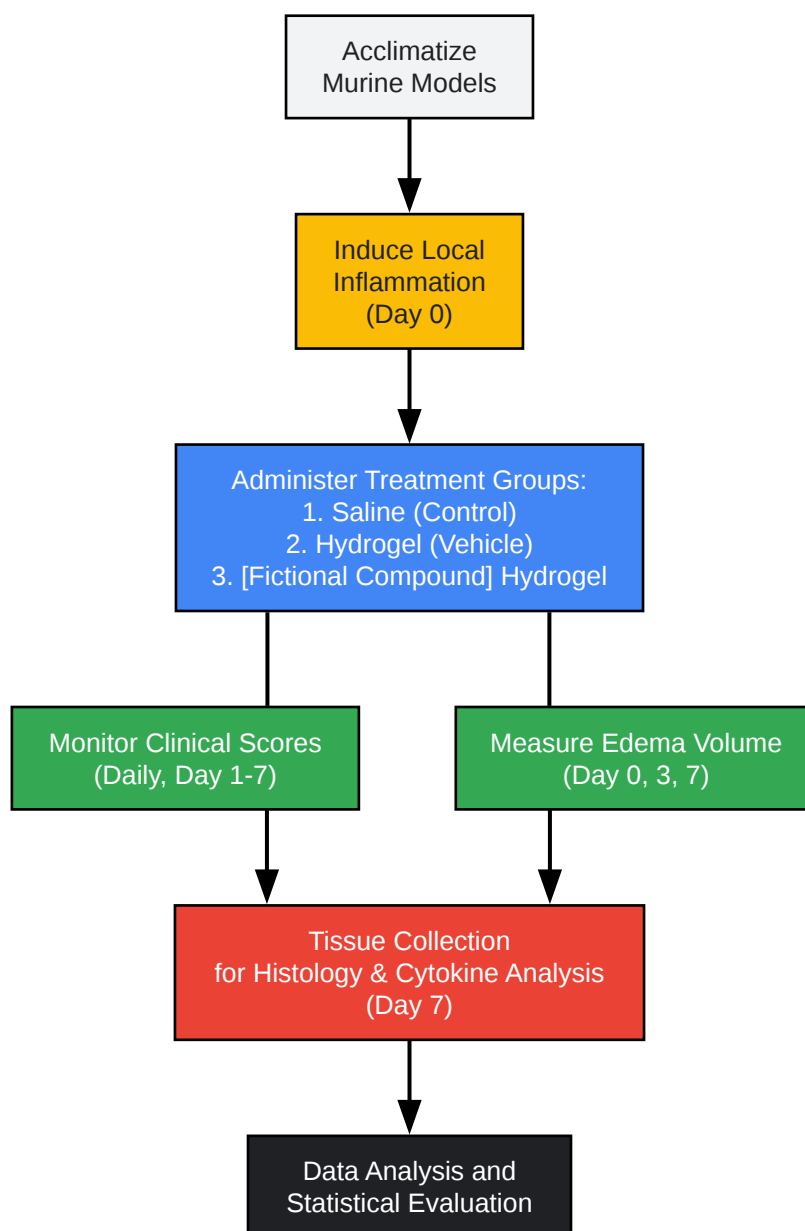 Acclimatize
Murine Models
Induce Local
Inflammation
(Day 0)
Administer Treatment Groups:
1. Saline (Control)
2. Hydrogel (Vehicle)
3. [Fictional Compound] Hydrogel
Monitor Clinical Scores
(Daily, Day 1-7)
Measure Edema Volume
(Day 0, 3, 7)
Tissue Collection
for Histology & Cytokine Analysis
(Day 7)
Data Analysis and
Statistical Evaluation